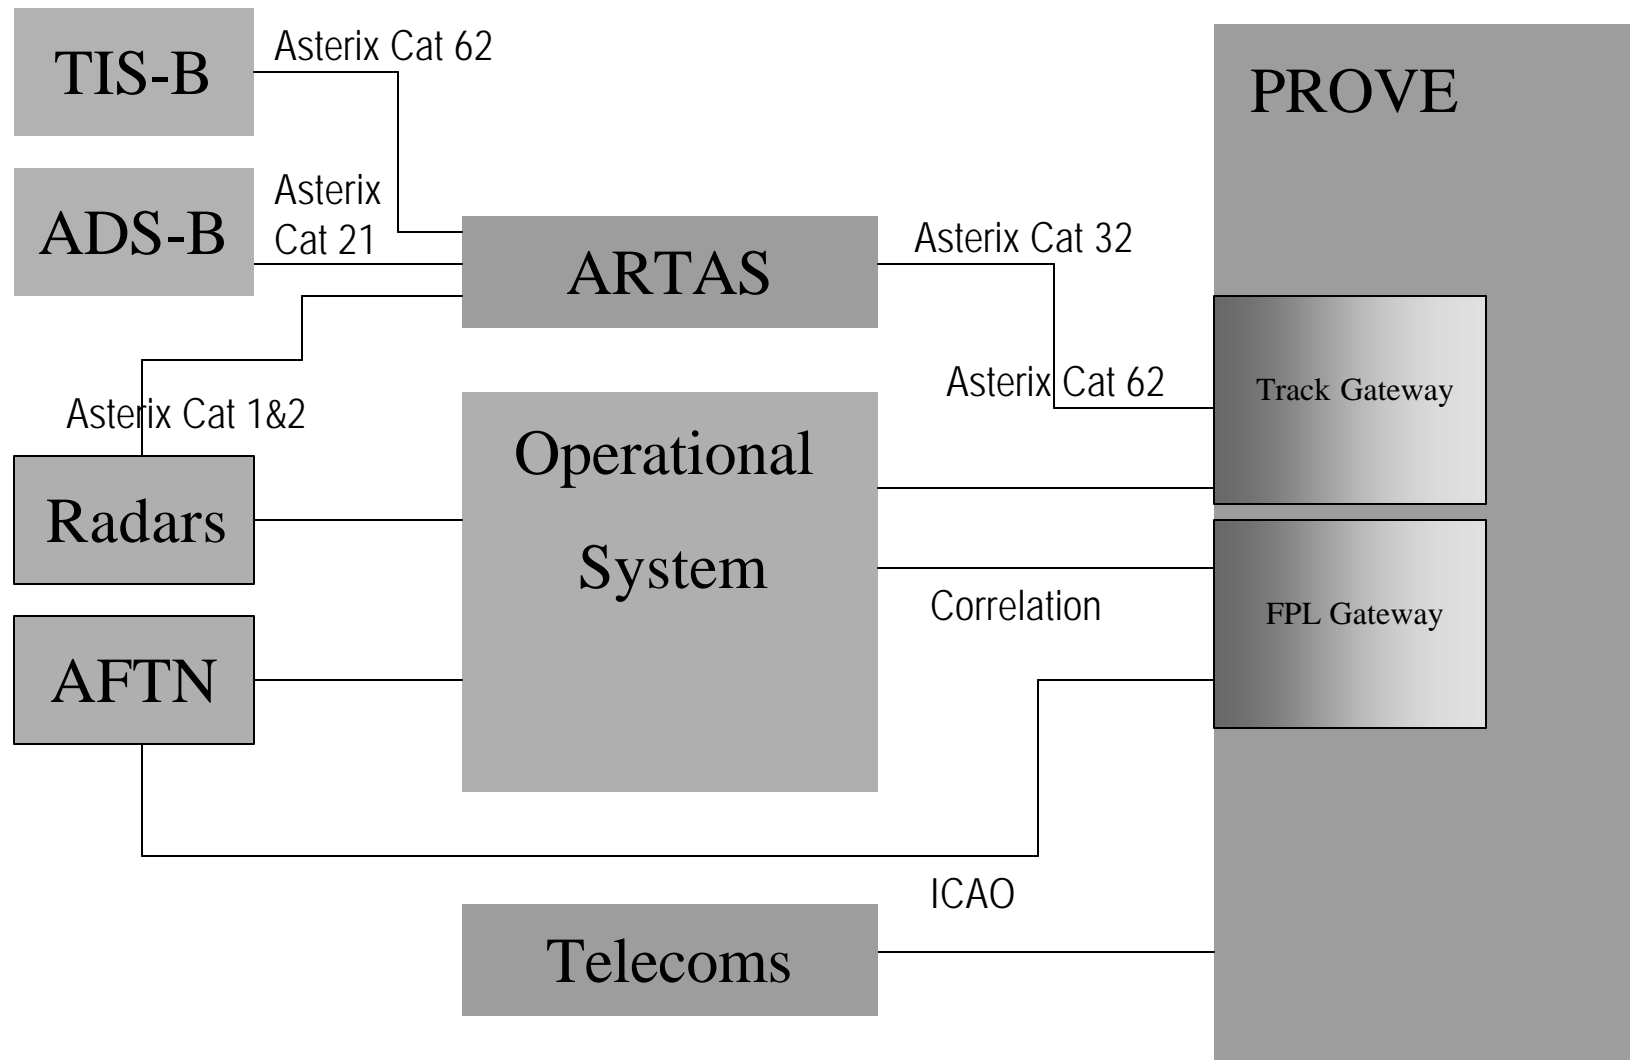 TIS-B
Asterix Cat 62
PROVE
ADS-B
Asterix
Cat 21
ARTAS
Asterix Cat 32
Asterix Cat 62
Track Gateway
Asterix Cat 1&2
Radars
Operational
System
Correlation
FPL Gateway
AFTN
ICAO
Telecoms